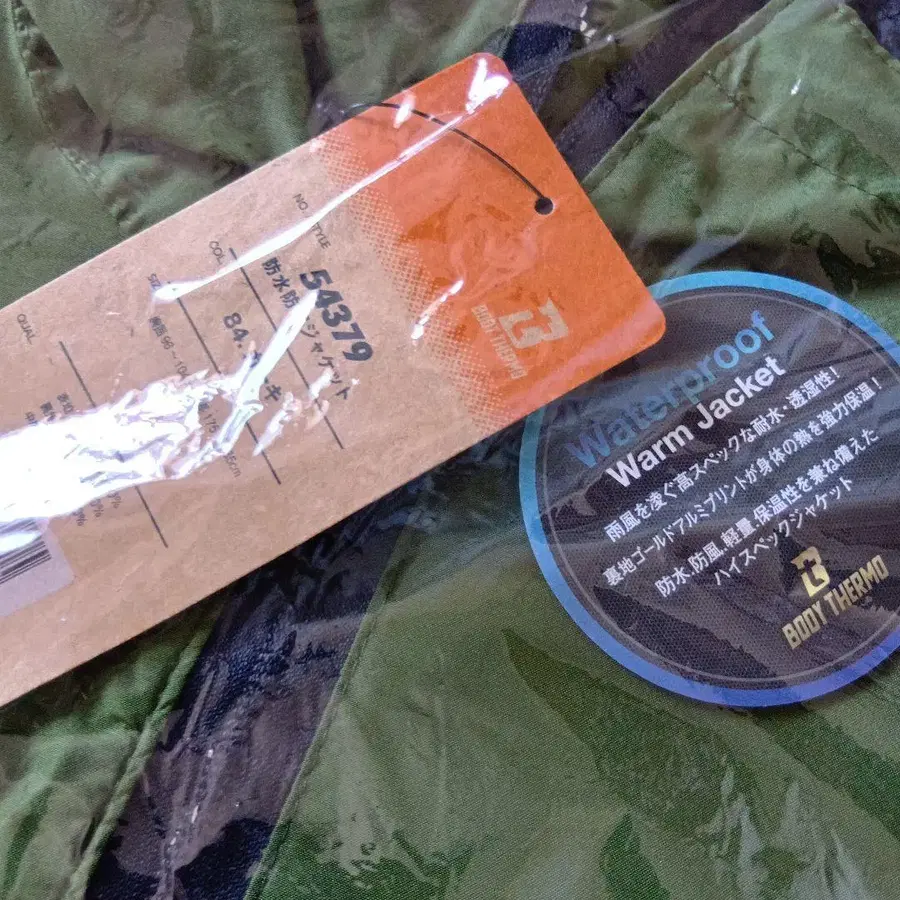 BODY THERMO
NO.
STYLE
54379
防水防 ジャケット
COL.
84.
QUAL
Waterproof
Warm Jacket
雨風を凌ぐ高スペックな耐水・透湿性!
裏地ゴールドアルミプリントが身体の熱を強力保温!
防水.防風.軽量.保温性を兼ね備えた
ハイスペックジャケット
BODY THERMO